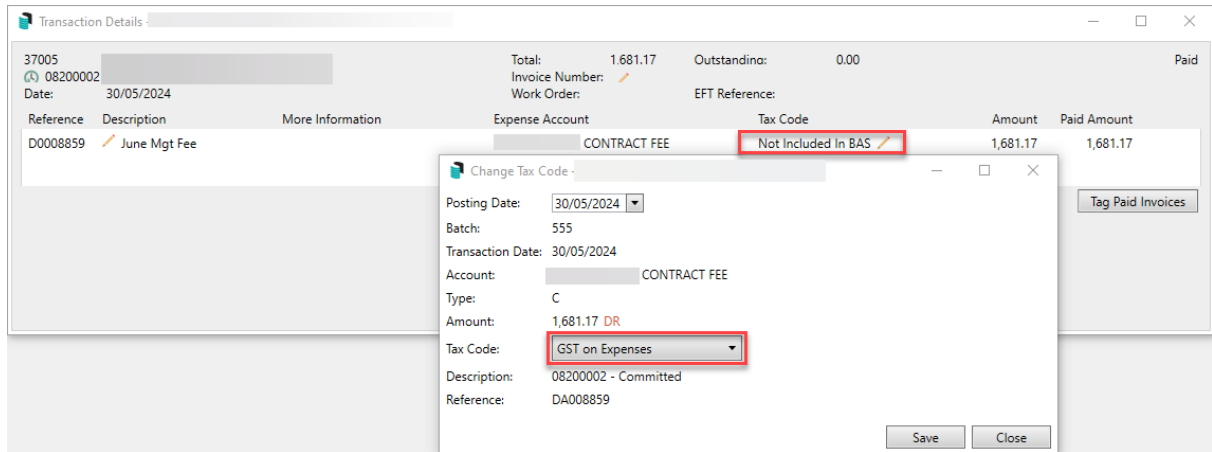 Transaction Details -
37005 Total: 1.681.17 Outstanding: 0.00 Paid
08200002 Invoice Number:
Date: 30/05/2024 Work Order: EFT Reference:
Reference Description More Information Expense Account Tax Code Amount Paid Amount
D0008859 June Mgt Fee CONTRACT FEE Not Included In BAS 1,681.17 1,681.17
Tag Paid Invoices
Change Tax Code -
Posting Date: 30/05/2024
Batch: 555
Transaction Date: 30/05/2024
Account: CONTRACT FEE
Type: C
Amount: 1,681.17 DR
Tax Code: GST on Expenses
Description: 08200002 - Committed
Reference: DA008859
Save Close